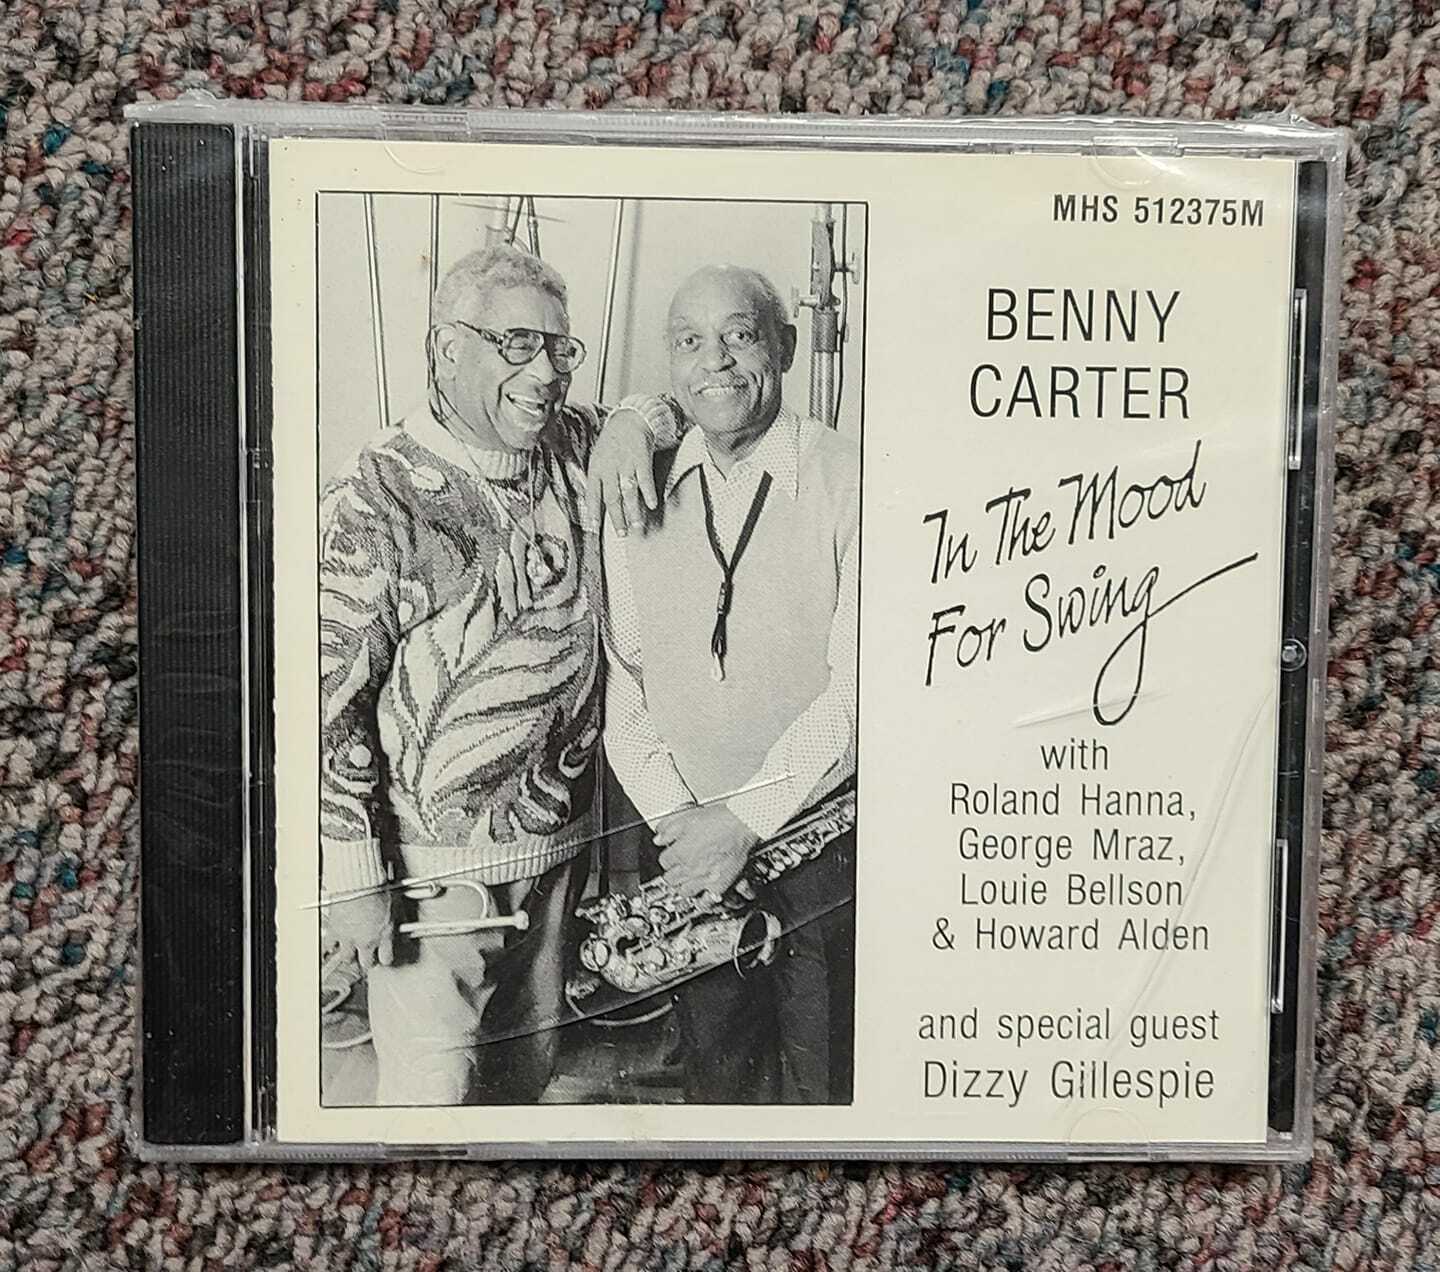 MHS 512375M
BENNY
CARTER
In The Mood
For Swing
with
Roland Hanna,
George Mraz,
Louie Bellson
& Howard Alden
and special guest
Dizzy Gillespie